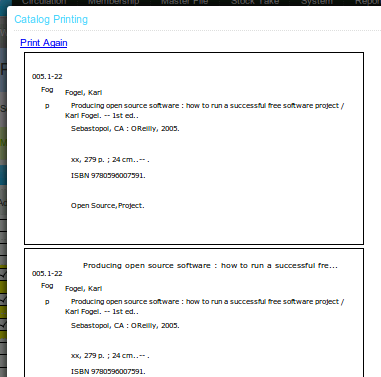 Circulation Membership Master File Stock Take System
Catalog Printing
Print Again
005.1-22
Fog Fogel, Karl
p Producing open source software : how to run a successful free software project /
Karl Fogel. -- 1st ed..
Sebastopol, CA : OReilly, 2005.
xx, 279 p. ; 24 cm..-- .
ISBN 9780596007591.
Open Source,Project.
Producing open source software : how to run a successful fre...
005.1-22
Fog Fogel, Karl
p Producing open source software : how to run a successful free software project /
Karl Fogel. -- 1st ed..
Sebastopol, CA : OReilly, 2005.
xx, 279 p. ; 24 cm..-- .
ISBN 9780596007591.